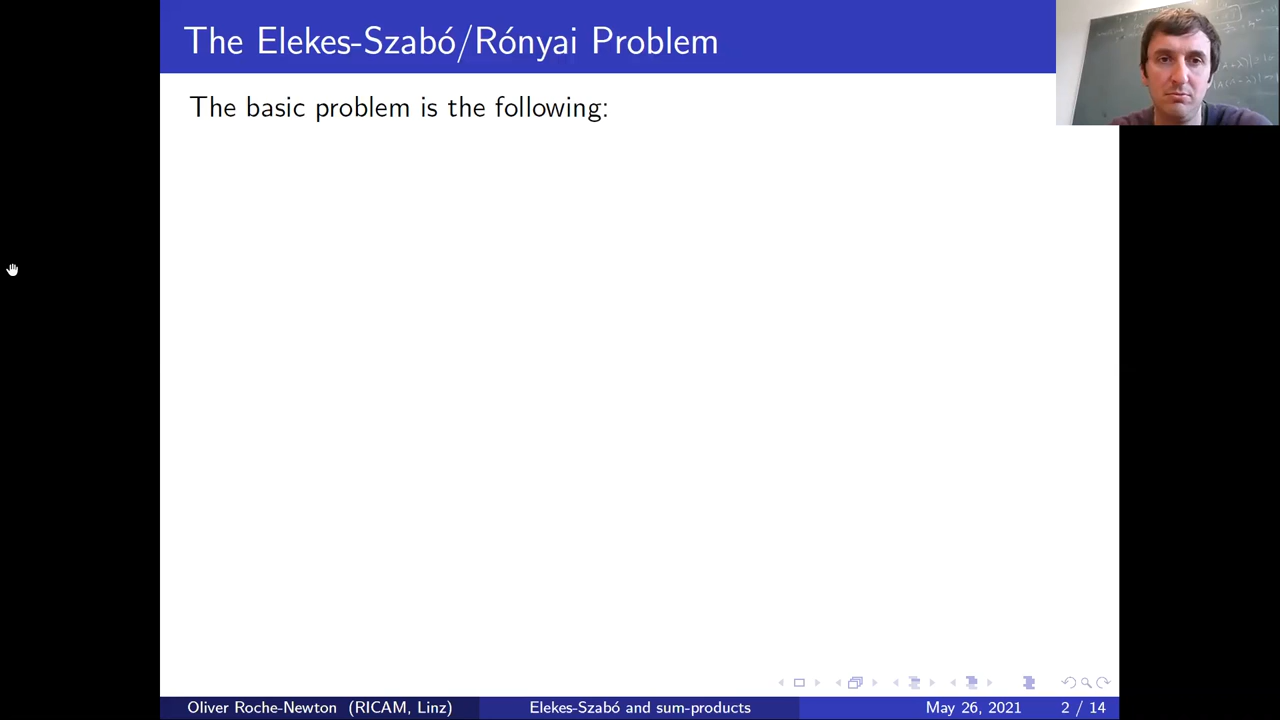 The Elekes-Szabó/Rónyai Problem
The basic problem is the following:
Oliver Roche-Newton (RICAM, Linz)
Elekes-Szabó and sum-products
May 26, 2021
2 / 14